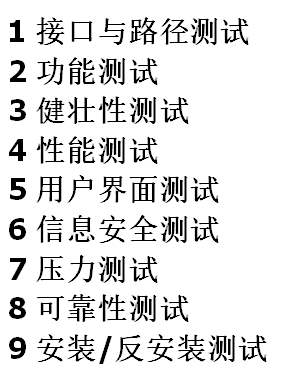 1 接口与路径测试
2 功能测试
3 健壮性测试
4 性能测试
5 用户界面测试
6 信息安全测试
7 压力测试
8 可靠性测试
9 安装/反安装测试